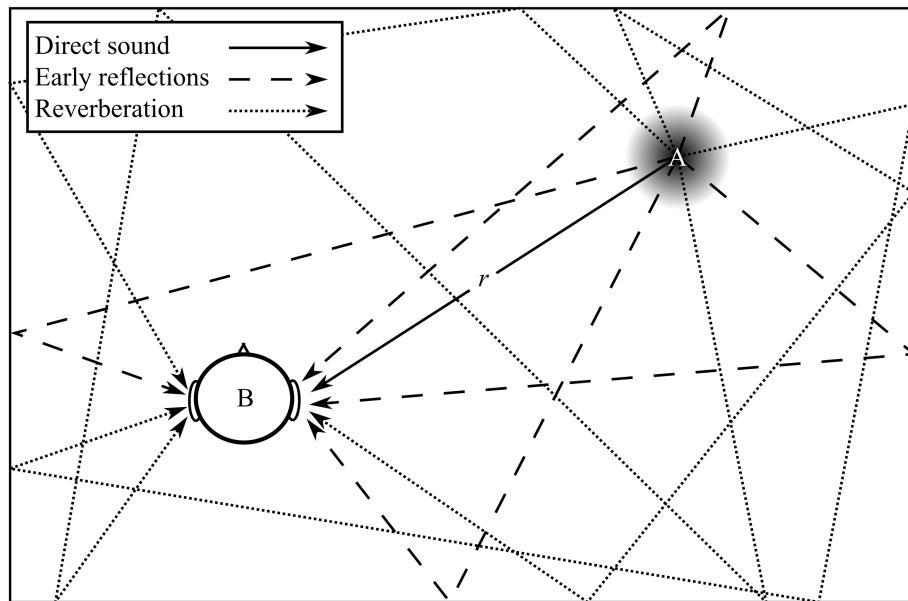 Direct sound
Early reflections
Reverberation
A
r
B